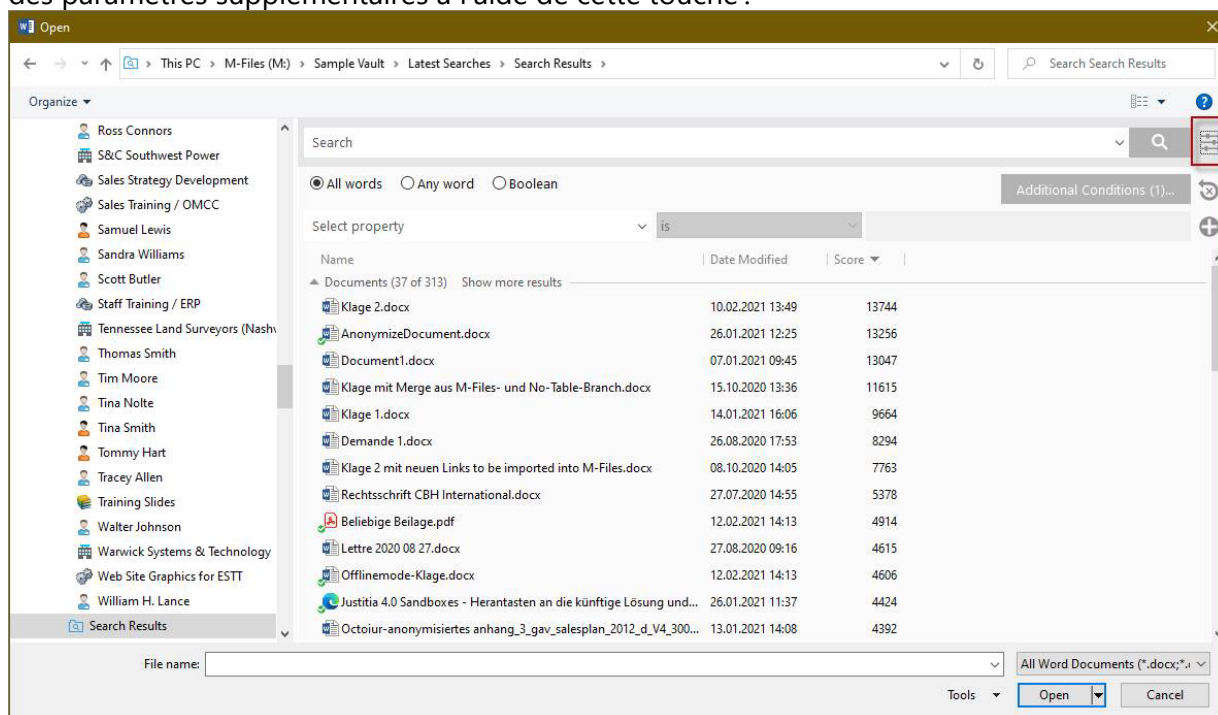 des paramètres supplémentaires à l'aide de cette touche :
Open
This PC > M-Files (M:) > Sample Vault > Latest Searches > Search Results >
Search Search Results
Organize
Ross Connors
S&C Southwest Power
Sales Strategy Development
Sales Training / OMCC
Samuel Lewis
Sandra Williams
Scott Butler
Staff Training / ERP
Tennessee Land Surveyors (Nashv
Thomas Smith
Tim Moore
Tina Nolte
Tina Smith
Tommy Hart
Tracey Allen
Training Slides
Walter Johnson
Warwick Systems & Technology
Web Site Graphics for ESTT
William H. Lance
Search Results
Search
All words Any word Boolean
Additional Conditions (1)...
Select property is
Name Date Modified Score
Documents (37 of 313) Show more results
Klage 2.docx 10.02.2021 13:49 13744
AnonymizeDocument.docx 26.01.2021 12:25 13256
Document1.docx 07.01.2021 09:45 13047
Klage mit Merge aus M-Files- und No-Table-Branch.docx 15.10.2020 13:36 11615
Klage 1.docx 14.01.2021 16:06 9664
Demande 1.docx 26.08.2020 17:53 8294
Klage 2 mit neuen Links to be imported into M-Files.docx 08.10.2020 14:05 7763
Rechtsschrift CBH International.docx 27.07.2020 14:55 5378
Beliebige Beilage.pdf 12.02.2021 14:13 4914
Lettre 2020 08 27.docx 27.08.2020 09:16 4615
Offlinemode-Klage.docx 12.02.2021 14:13 4606
Justitia 4.0 Sandboxes - Herantasten an die künftige Lösung und... 26.01.2021 11:37 4424
Octoiur-anonymisiertes anhang_3_gav_salesplan_2012_d_V4_300... 13.01.2021 14:08 4392
File name:
All Word Documents (*.docx;*.
Tools Open Cancel